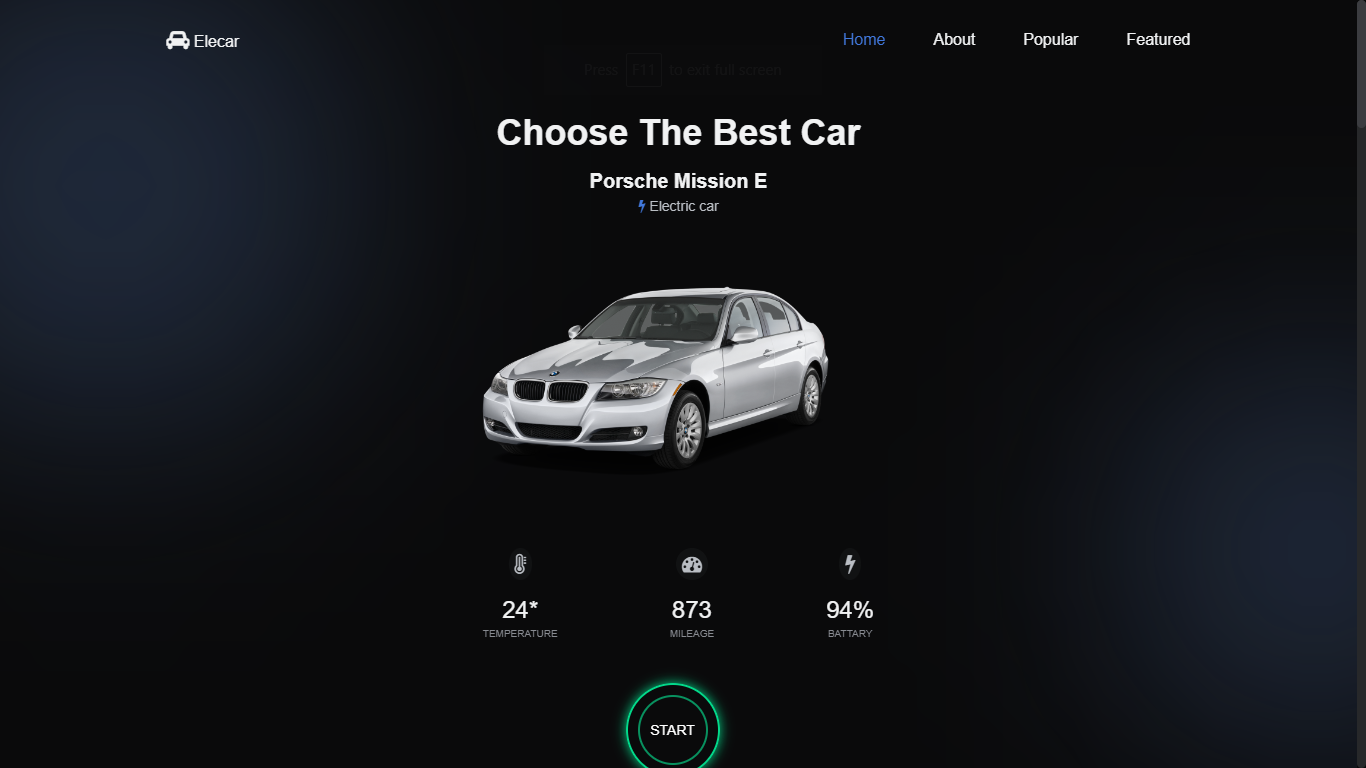 Elecar
Home About Popular Featured
Press F11 to exit full screen
Choose The Best Car
Porsche Mission E
Electric car
24* 873 94%
TEMPERATURE MILEAGE BATTARY
START